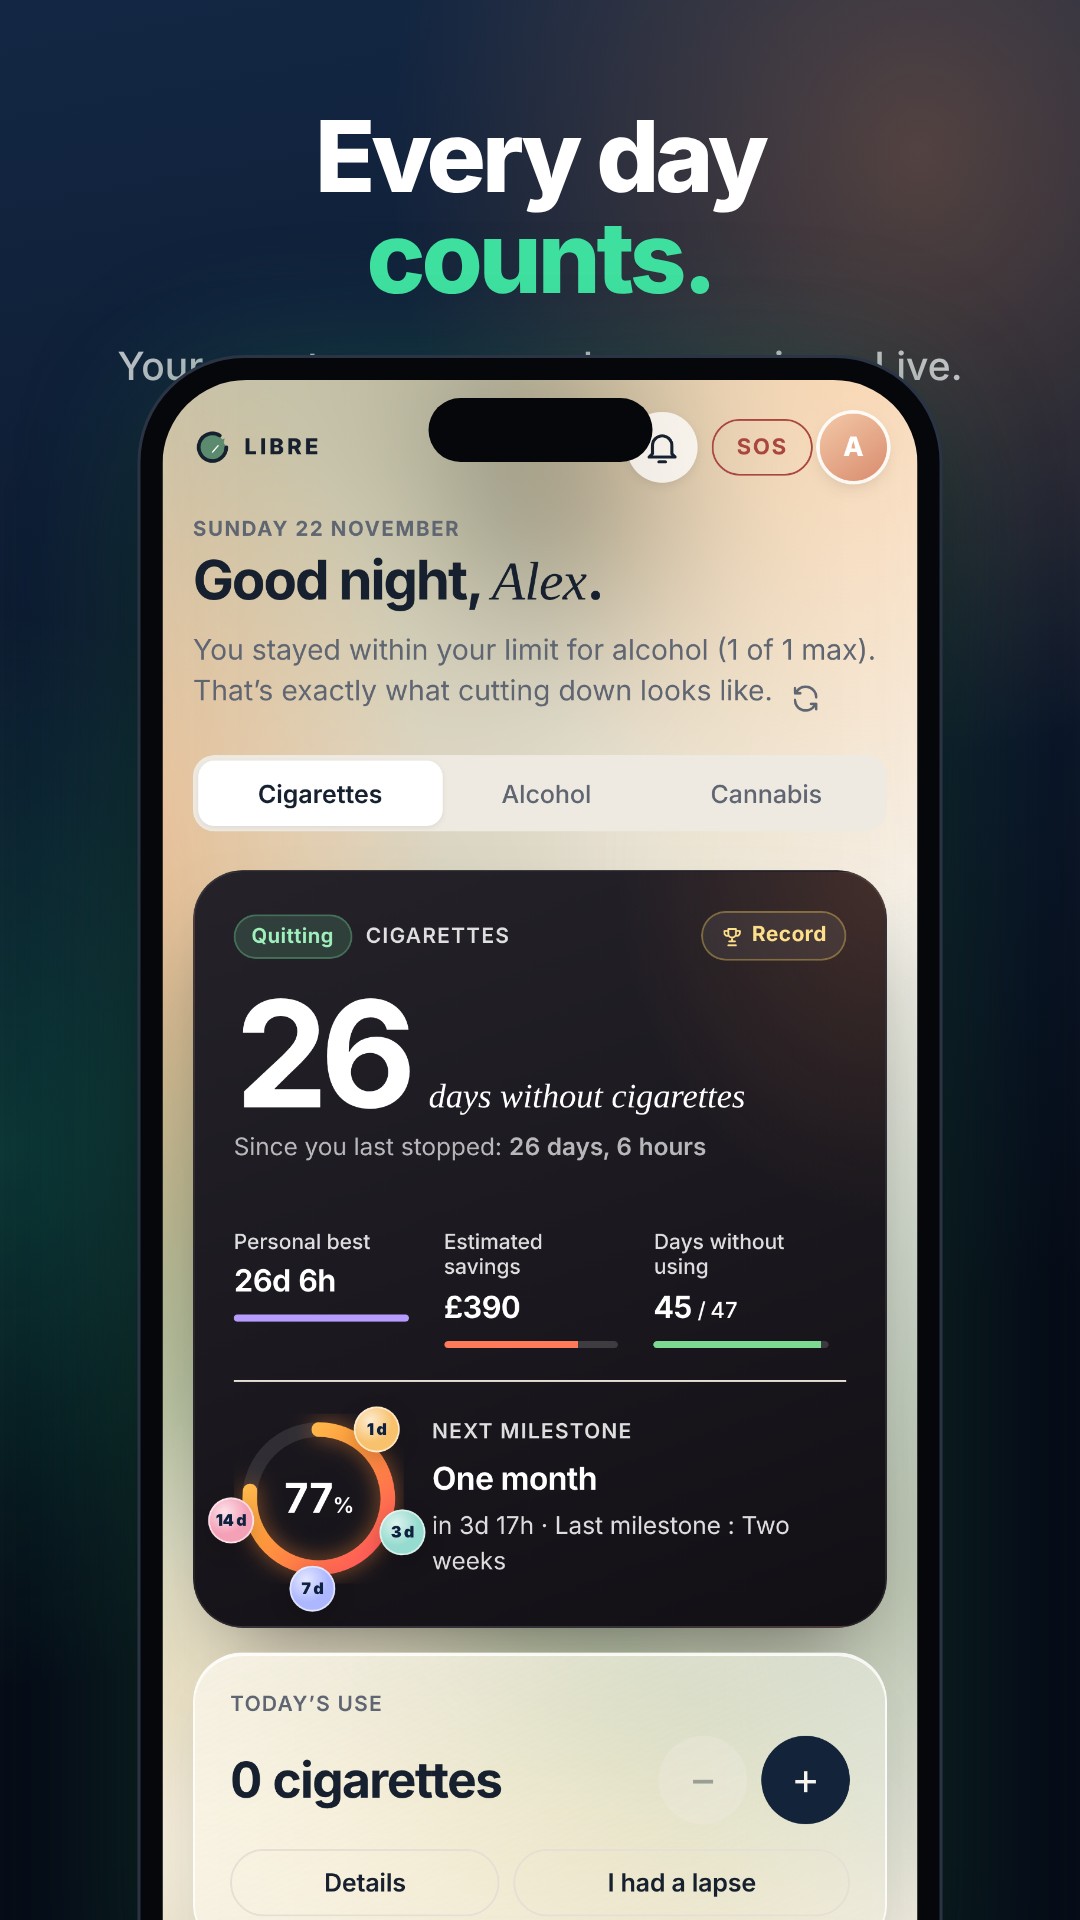 Every day
counts.
Your Live.
LIBRE
SOS
A
SUNDAY 22 NOVEMBER
Good night, Alex.
You stayed within your limit for alcohol (1 of 1 max).
That’s exactly what cutting down looks like.
Cigarettes
Alcohol
Cannabis
Quitting
CIGARETTES
Record
26 days without cigarettes
Since you last stopped: 26 days, 6 hours
Personal best
26d 6h
Estimated
savings
£390
Days without
using
45 / 47
1d
3d
7d
14d
77%
NEXT MILESTONE
One month
in 3d 17h · Last milestone : Two
weeks
TODAY’S USE
0 cigarettes
−
+
Details
I had a lapse